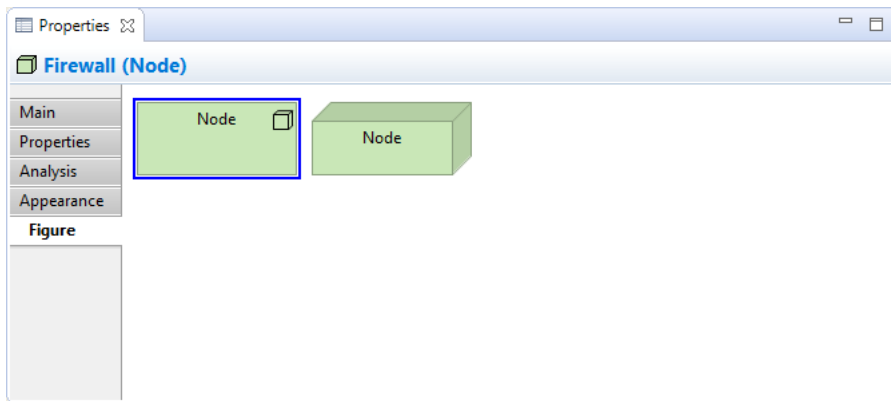 Properties
Firewall (Node)
Main
Properties
Analysis
Appearance
Figure
Node
Node